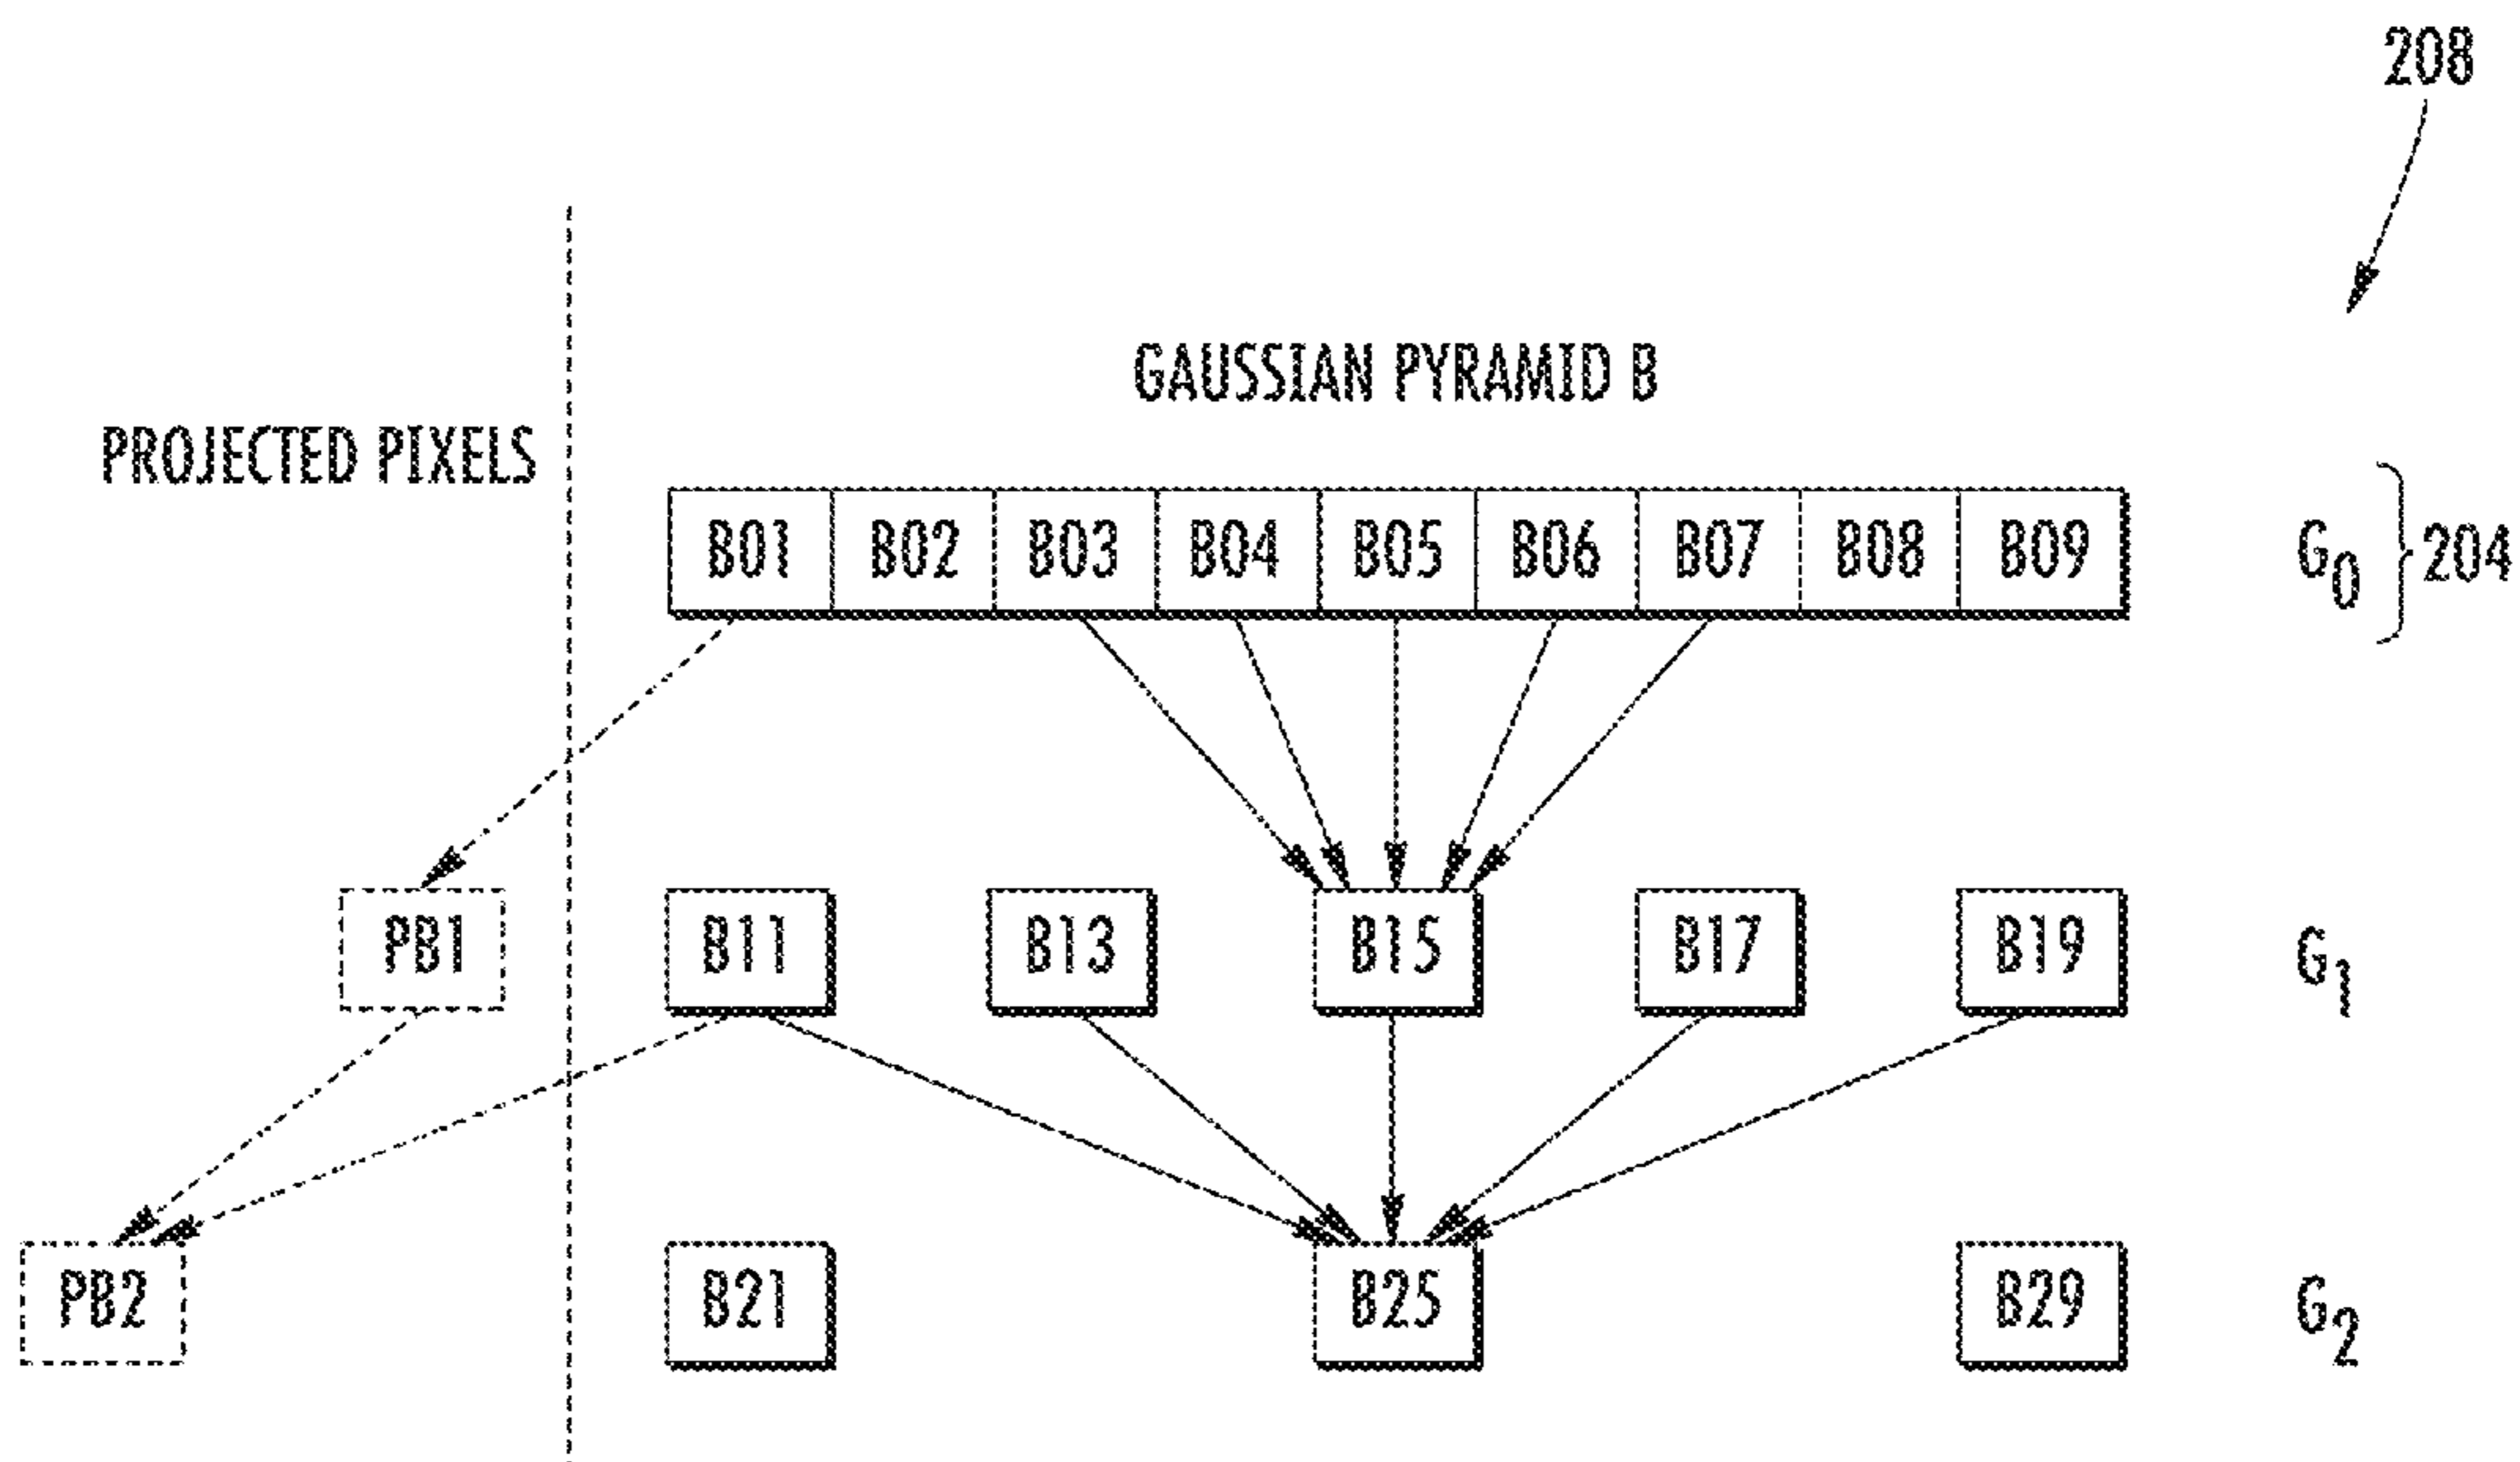 208
GAUSSIAN PYRAMID B
PROJECTED PIXELS
B01 B02 B03 B04 B05 B06 B07 B08 B09 G0 204
PB1 B11 B13 B15 B17 B19 G1
PB2 B21 B25 B29 G2